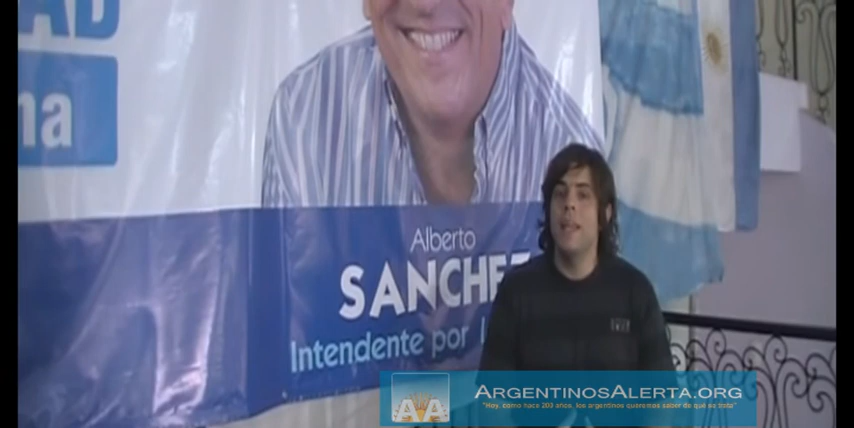 AD
na
Alberto
SANCHEZ
Intendente por l
AA
ARGENTINOSALERTA.ORG
"Hoy, como hace 200 años, los argentinos queremos saber de qué se trata"